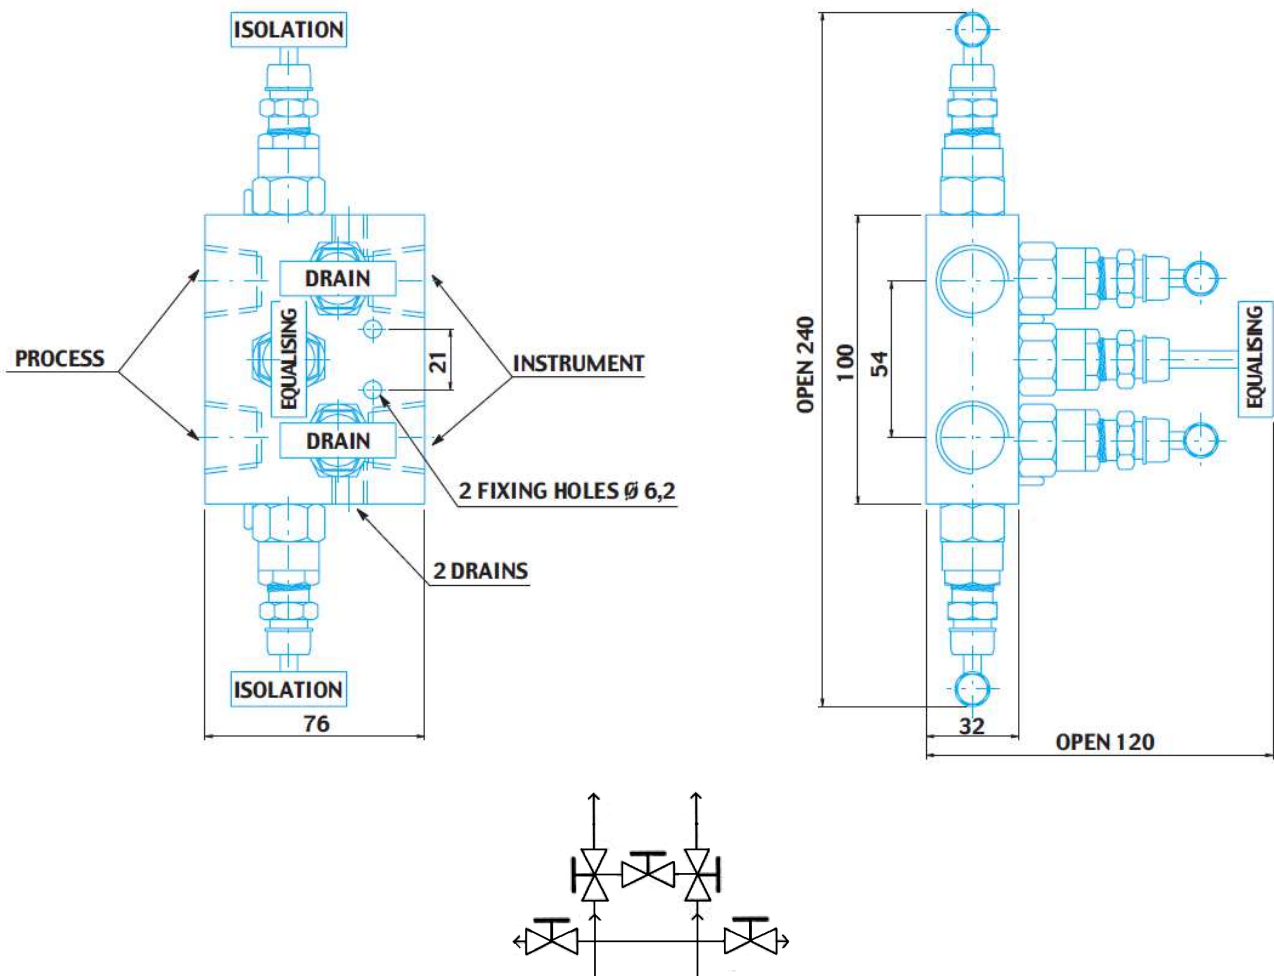 ISOLATION
DRAIN
EQUALISING
21
PROCESS
INSTRUMENT
DRAIN
2 FIXING HOLES Ø 6,2
2 DRAINS
ISOLATION
76
OPEN 240
100
54
EQUALISING
32
OPEN 120